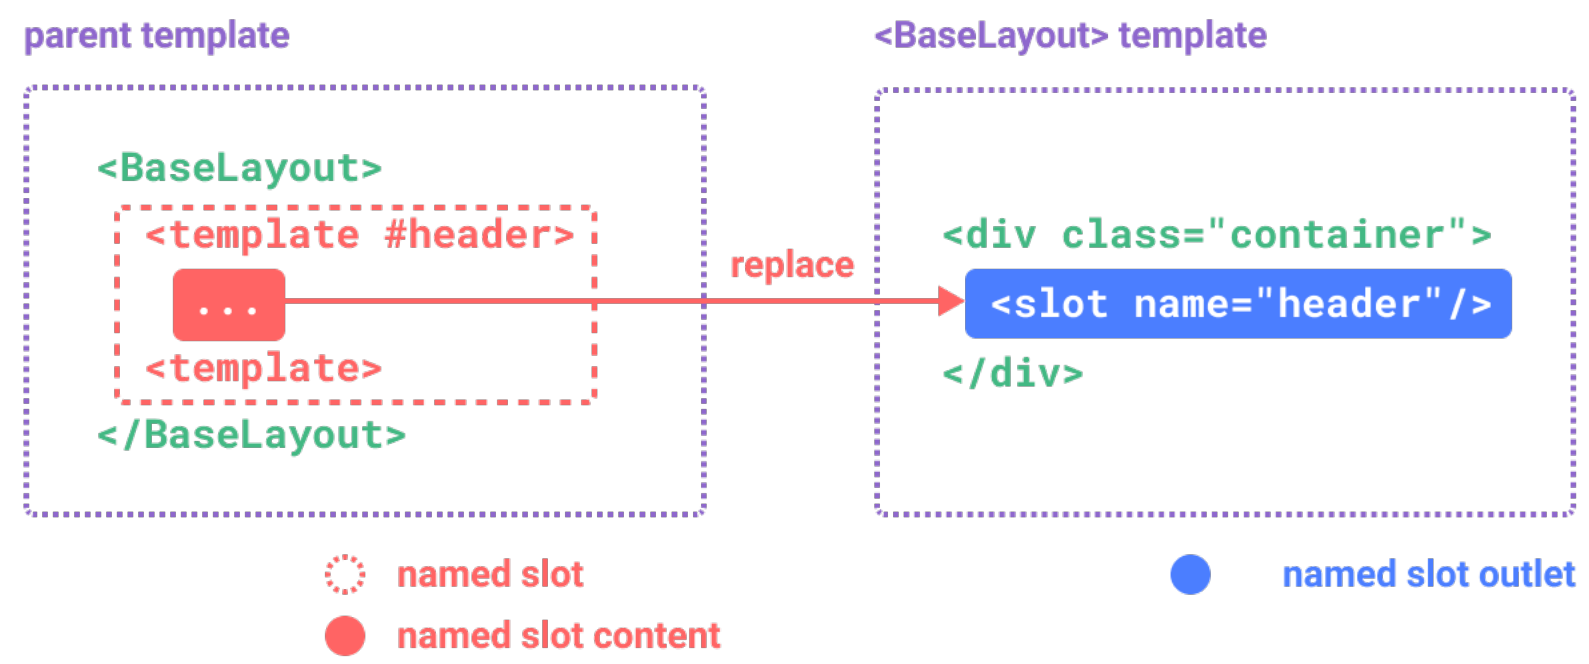 parent template
<BaseLayout>
<template #header>
...
<template>
</BaseLayout>
replace
<BaseLayout> template
<div class="container">
<slot name="header"/>
</div>
named slot
named slot content
named slot outlet